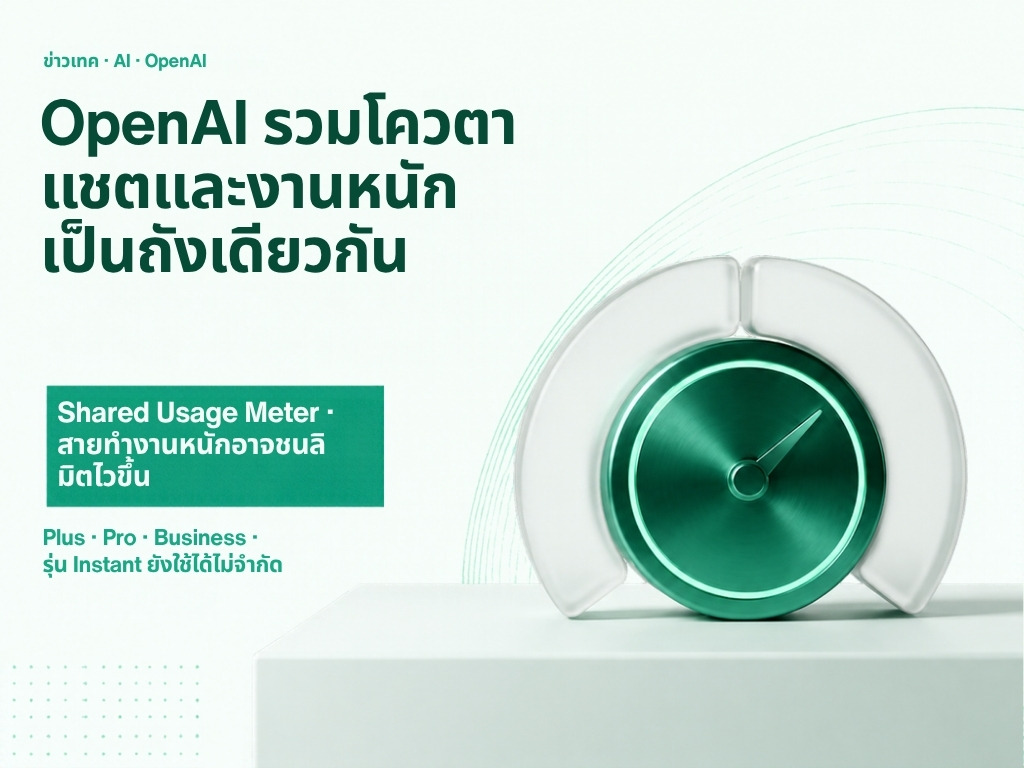 ข่าวเทค · AI · OpenAI
OpenAI รวมโควตา
แชตและงานหนัก
เป็นถังเดียวกัน
Shared Usage Meter ·
สายทำงานหนักอาจชนลิ
มิตไวขึ้น
Plus · Pro · Business ·
รุ่น Instant ยังใช้ได้ไม่จำกัด